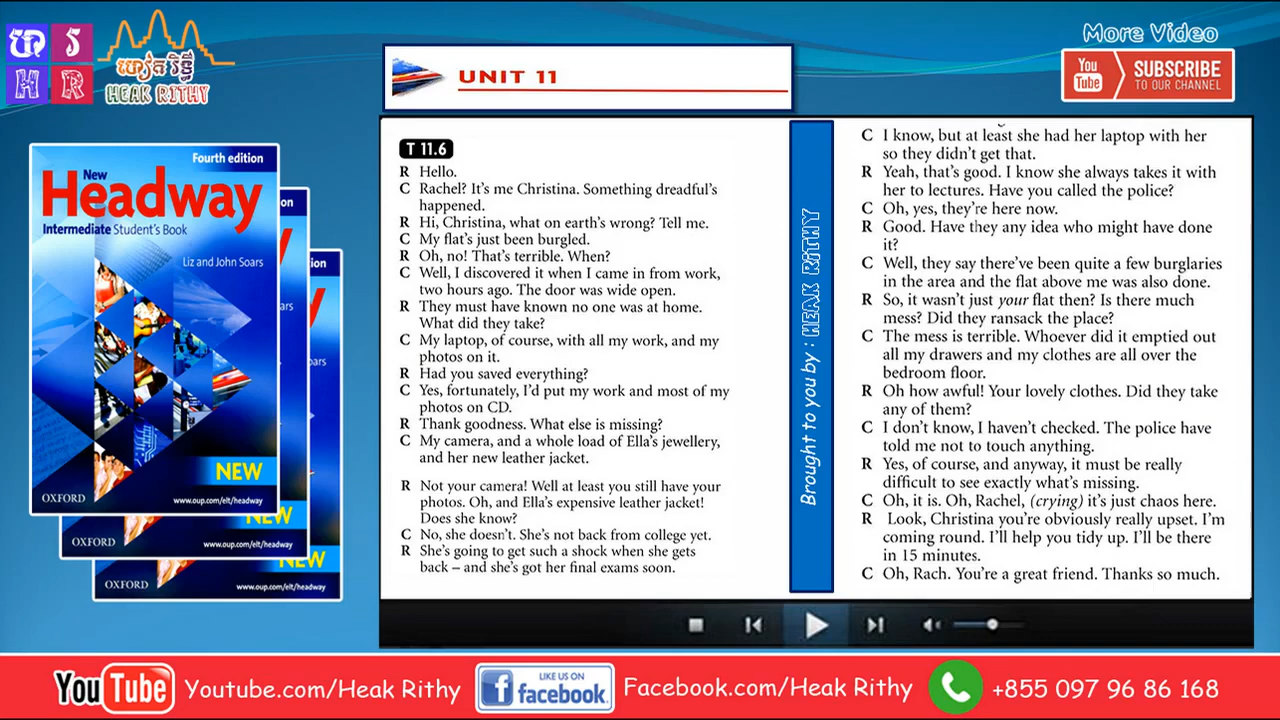 ហ រ
H R
ហៀក រិទ្ធី
HEAK RITHY
UNIT 11
More Video
You Tube SUBSCRIBE
TO OUR CHANNEL
Fourth edition
New
Headway
Intermediate Student's Book
Liz and John Soars
NEW
OXFORD www.oup.com/elt/headway
OXFORD www.oup.com/elt/headway
OXFORD www.oup.com/elt/headway
T 11.6
R Hello.
C Rachel? It's me Christina. Something dreadful's
happened.
R Hi, Christina, what on earth's wrong? Tell me.
C My flat's just been burgled.
R Oh, no! That's terrible. When?
C Well, I discovered it when I came in from work,
two hours ago. The door was wide open.
R They must have known no one was at home.
What did they take?
C My laptop, of course, with all my work, and my
photos on it.
R Had you saved everything?
C Yes, fortunately, I'd put my work and most of my
photos on CD.
R Thank goodness. What else is missing?
C My camera, and a whole load of Ella's jewellery,
and her new leather jacket.
R Not your camera! Well at least you still have your
photos. Oh, and Ella's expensive leather jacket!
Does she know?
C No, she doesn't. She's not back from college yet.
R She's going to get such a shock when she gets
back – and she's got her final exams soon.
Brought to you by : HEAK RITHY
C I know, but at least she had her laptop with her
so they didn't get that.
R Yeah, that's good. I know she always takes it with
her to lectures. Have you called the police?
C Oh, yes, they're here now.
R Good. Have they any idea who might have done
it?
C Well, they say there've been quite a few burglaries
in the area and the flat above me was also done.
R So, it wasn't just your flat then? Is there much
mess? Did they ransack the place?
C The mess is terrible. Whoever did it emptied out
all my drawers and my clothes are all over the
bedroom floor.
R Oh how awful! Your lovely clothes. Did they take
any of them?
C I don't know, I haven't checked. The police have
told me not to touch anything.
R Yes, of course, and anyway, it must be really
difficult to see exactly what's missing.
C Oh, it is. Oh, Rachel, (crying) it's just chaos here.
R Look, Christina you're obviously really upset. I'm
coming round. I'll help you tidy up. I'll be there
in 15 minutes.
C Oh, Rach. You're a great friend. Thanks so much.
YouTube Youtube.com/Heak Rithy
LIKE US ON
facebook Facebook.com/Heak Rithy
+855 097 96 86 168